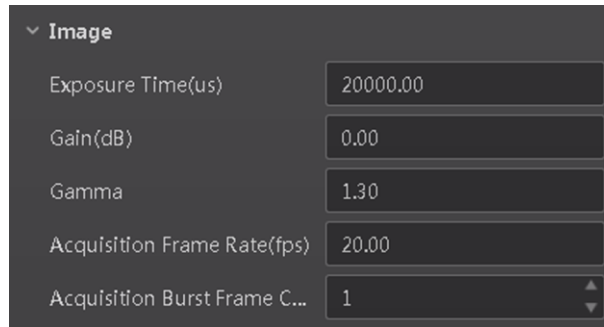 Image
Exposure Time(us) 20000.00
Gain(dB) 0.00
Gamma 1.30
Acquisition Frame Rate(fps) 20.00
Acquisition Burst Frame C... 1